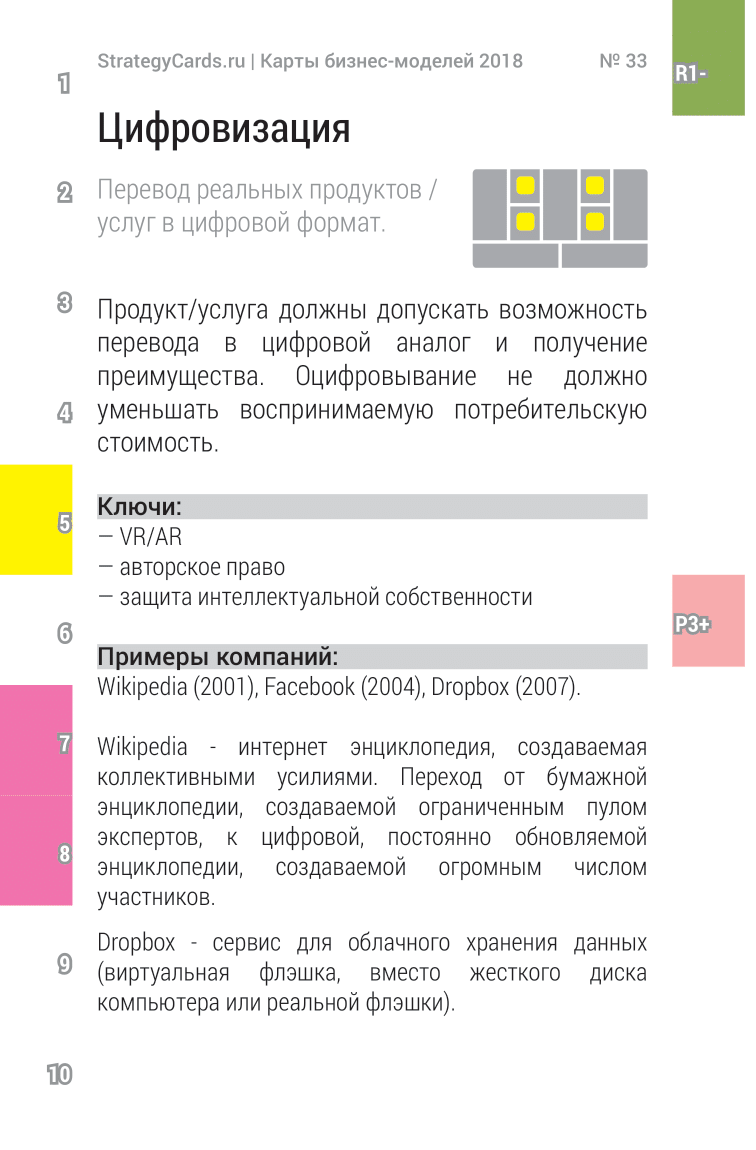 StrategyCards.ru | Карты бизнес-моделей 2018 № 33
R1-
1
Цифровизация
2
Перевод реальных продуктов /
услуг в цифровой формат.
3
Продукт/услуга должны допускать возможность
перевода в цифровой аналог и получение
преимущества. Оцифровывание не должно
4
уменьшать воспринимаемую потребительскую
стоимость.
Ключи:
5
— VR/AR
— авторское право
— защита интеллектуальной собственности
6
P3+
Примеры компаний:
Wikipedia (2001), Facebook (2004), Dropbox (2007).
7
Wikipedia - интернет энциклопедия, создаваемая
коллективными усилиями. Переход от бумажной
энциклопедии, создаваемой ограниченным пулом
экспертов, к цифровой, постоянно обновляемой
8
энциклопедии, создаваемой огромным числом
участников.
Dropbox - сервис для облачного хранения данных
9
(виртуальная флэшка, вместо жесткого диска
компьютера или реальной флэшки).
10